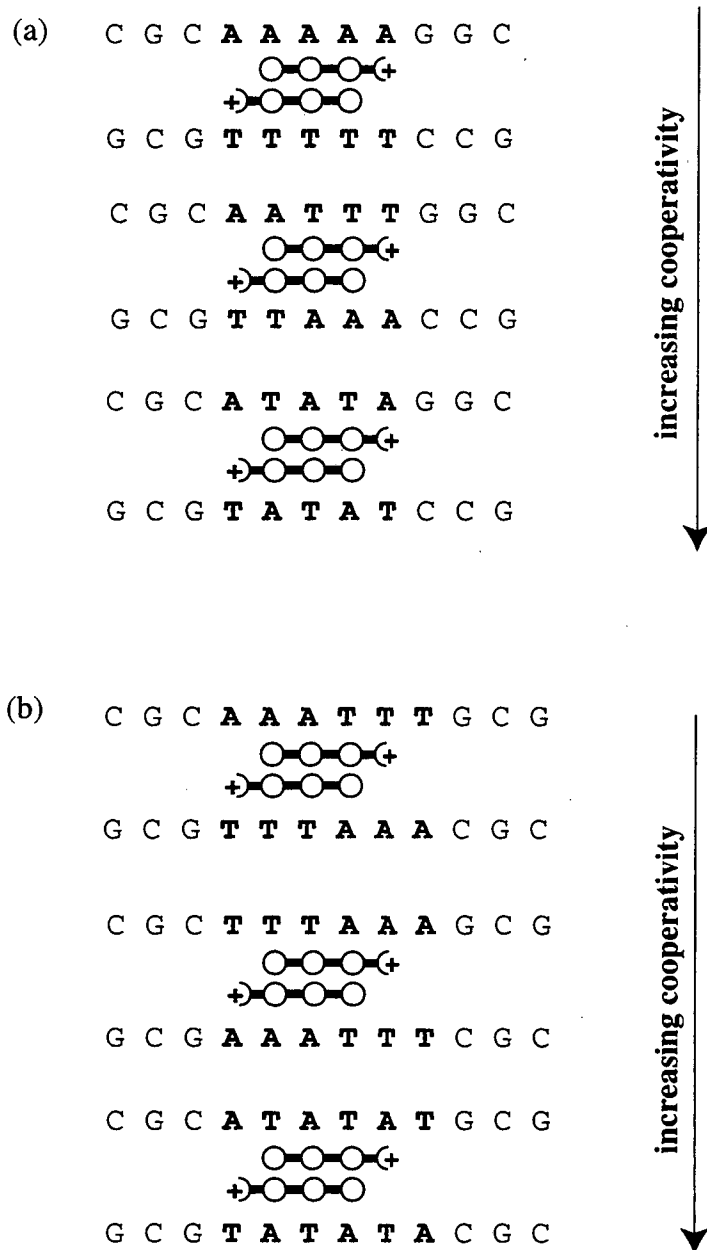 (a)
C G C A A A A A G G C
+
+
G C G T T T T T C C G
C G C A A T T T G G C
+
+
G C G T T A A A C C G
C G C A T A T A G G C
+
+
G C G T A T A T C C G
increasing cooperativity
(b)
C G C A A A T T T G C G
+
+
G C G T T T A A A C G C
C G C T T T A A A G C G
+
+
G C G A A A T T T C G C
C G C A T A T A T G C G
+
+
G C G T A T A T A C G C
increasing cooperativity